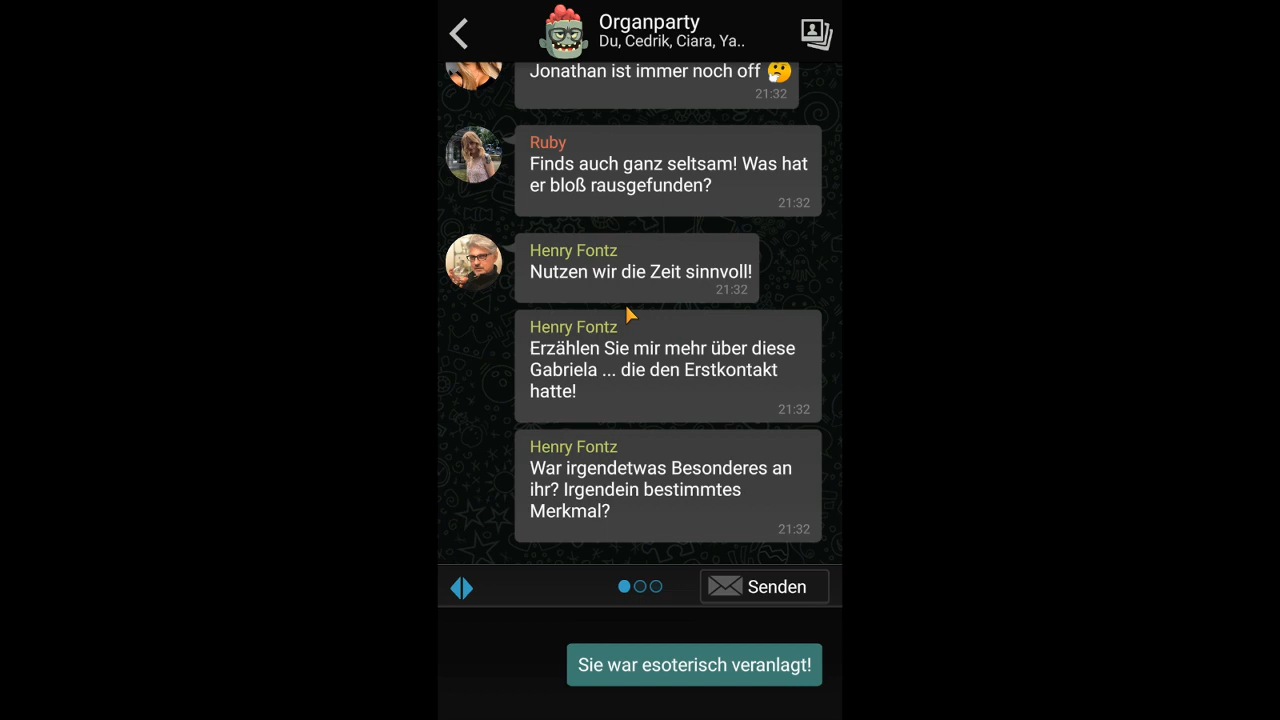 Organparty
Du, Cedrik, Ciara, Ya..
Jonathan ist immer noch off 🤔
21:32
Ruby
Finds auch ganz seltsam! Was hat
er bloß rausgefunden?
21:32
Henry Fontz
Nutzen wir die Zeit sinnvoll!
21:32
Henry Fontz
Erzählen Sie mir mehr über diese
Gabriela ... die den Erstkontakt
hatte!
21:32
Henry Fontz
War irgendetwas Besonderes an
ihr? Irgendein bestimmtes
Merkmal?
21:32
Senden
Sie war esoterisch veranlagt!